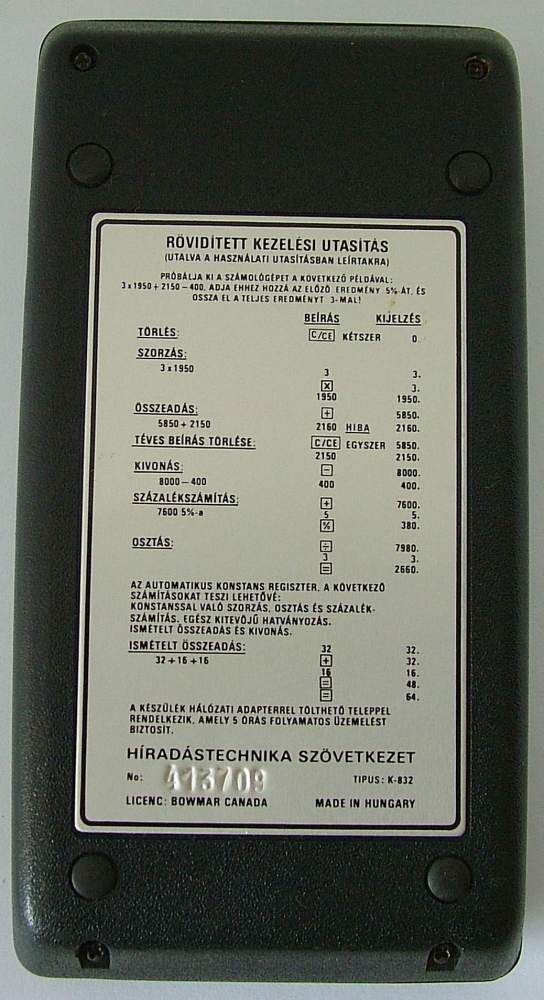 RÖVIDÍTETT KEZELÉSI UTASÍTÁS
(UTALVA A HASZNÁLATI UTASÍTÁSBAN LEÍRTAKRA)
PRÓBÁLJA KI A SZÁMOLÓGÉPET A KÖVETKEZŐ PÉLDÁVAL:
3x1950+2150-400, ADJA EHHEZ HOZZÁ AZ ELŐZŐ EREDMÉNY 5%-ÁT, ÉS
OSSZA EL A TELJES EREDMÉNYT 3-MAL!
BEÍRÁS KIJELZÉS
TÖRLÉS: C/CE KÉTSZER 0.
SZORZÁS:
3x1950 3 3.
X 3.
1950 1950.
ÖSSZEADÁS: + 5850.
5850+2150 2160 HIBA 2160.
TÉVES BEÍRÁS TÖRLÉSE: C/CE EGYSZER 5850.
2150 2150.
KIVONÁS: - 8000.
8000-400 400 400.
SZÁZALÉKSZÁMÍTÁS: + 7600.
7600 5%-a 5 5.
% 380.
OSZTÁS: ÷ 7980.
3 3.
= 2660.
AZ AUTOMATIKUS KONSTANS REGISZTER, A KÖVETKEZŐ
SZÁMÍTÁSOKAT TESZI LEHETŐVÉ:
KONSTANSSAL VALÓ SZORZÁS, OSZTÁS ÉS SZÁZALÉK-
SZÁMÍTÁS. EGÉSZ KITEVŐJŰ HATVÁNYOZÁS.
ISMÉTELT ÖSSZEADÁS ÉS KIVONÁS.
ISMÉTELT ÖSSZEADÁS: 32 32.
32+16+16 + 32.
16 16.
= 48.
= 64.
A KÉSZÜLÉK HÁLÓZATI ADAPTERREL TÖLTHETŐ TELEPPEL
RENDELKEZIK, AMELY 5 ÓRÁS FOLYAMATOS ÜZEMELÉST
BIZTOSÍT.
HÍRADÁSTECHNIKA SZÖVETKEZET
No: 413709 TIPUS: K-832
LICENC: BOWMAR CANADA MADE IN HUNGARY